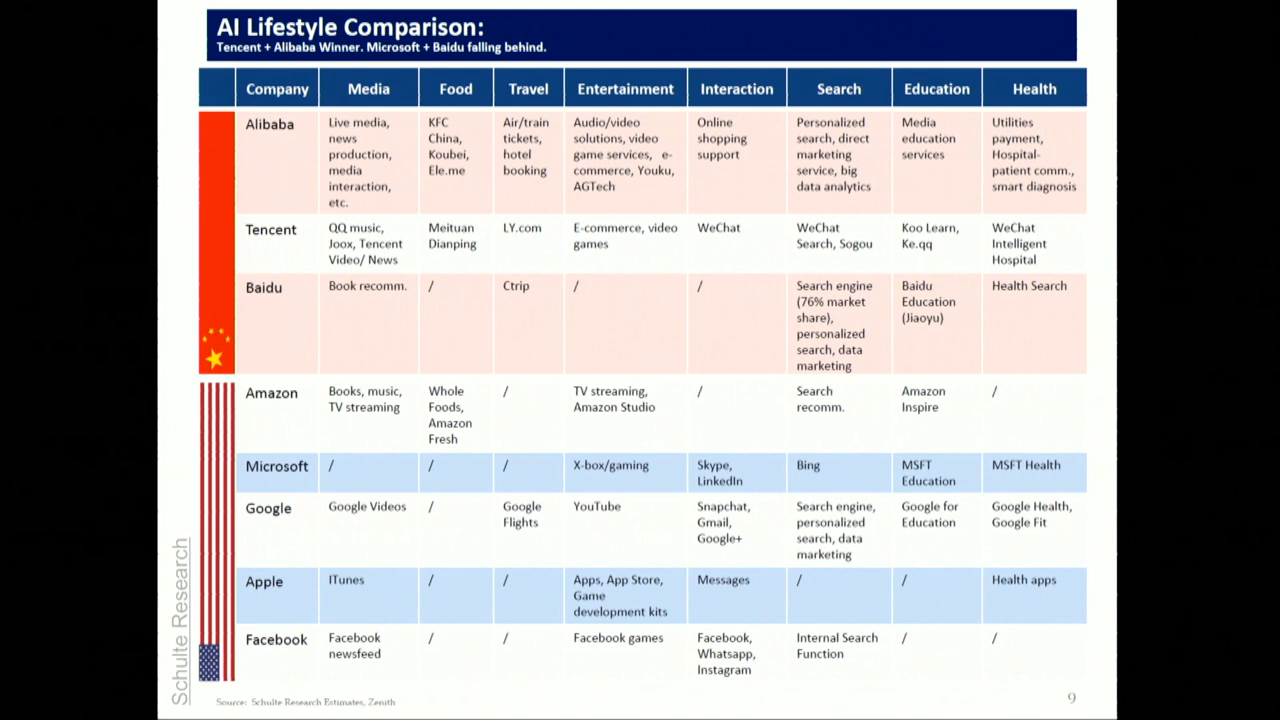 AI Lifestyle Comparison:
Tencent + Alibaba Winner. Microsoft + Baidu falling behind.
Company Media Food Travel Entertainment Interaction Search Education Health
Alibaba
Live media,
news
production,
media
interaction,
etc.
KFC
China,
Koubei,
Ele.me
Air/train
tickets,
hotel
booking
Audio/video
solutions, video
game services, e-
commerce, Youku,
AGTech
Online
shopping
support
Personalized
search, direct
marketing
service, big
data analytics
Media
education
services
Utilities
payment,
Hospital-
patient comm.,
smart diagnosis
Tencent
QQ music,
Joox, Tencent
Video/ News
Meituan
Dianping
LY.com
E-commerce, video
games
WeChat
WeChat
Search, Sogou
Koo Learn,
Ke.qq
WeChat
Intelligent
Hospital
Baidu
Book recomm.
/
Ctrip
/
/
Search engine
(76% market
share),
personalized
search, data
marketing
Baidu
Education
(Jiaoyu)
Health Search
Amazon
Books, music,
TV streaming
Whole
Foods,
Amazon
Fresh
/
TV streaming,
Amazon Studio
/
Search
recomm.
Amazon
Inspire
/
Microsoft
/
/
/
X-box/gaming
Skype,
LinkedIn
Bing
MSFT
Education
MSFT Health
Google
Google Videos
/
Google
Flights
YouTube
Snapchat,
Gmail,
Google+
Search engine,
personalized
search, data
marketing
Google for
Education
Google Health,
Google Fit
Apple
ITunes
/
/
Apps, App Store,
Game
development kits
Messages
/
/
Health apps
Facebook
Facebook
newsfeed
/
/
Facebook games
Facebook,
Whatsapp,
Instagram
Internal Search
Function
/
/
Schulte Research
Source: Schulte Research Estimates, Zenith
9